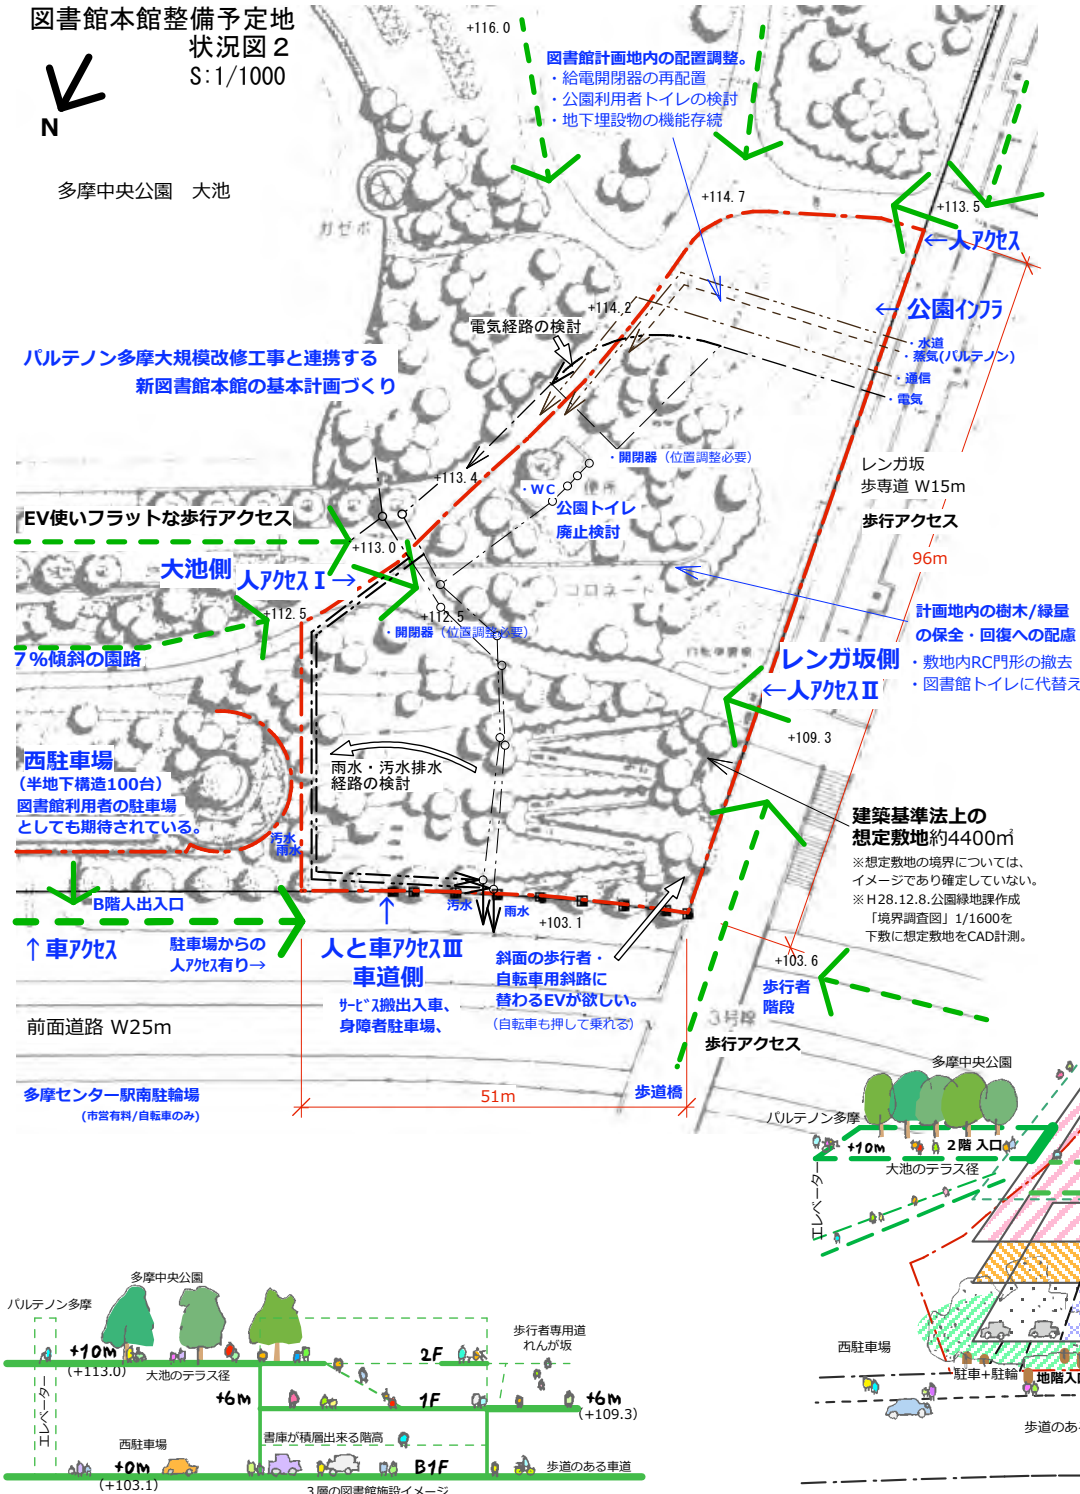 図書館本館整備予定地
状況図２
S:1/1000
N
多摩中央公園　大池
+116.0
図書館計画地内の配置調整。
・給電開閉器の再配置
・公園利用者トイレの検討
・地下埋設物の機能存続
+114.7
+113.5
←人アクセス
ガゼボ
← 公園インフラ
+114.2
電気経路の検討
・水道
・蒸気(パルテノン)
・通信
・電気
パルテノン多摩大規模改修工事と連携する
新図書館本館の基本計画づくり
・開閉器（位置調整必要）
+113.4
・WC
便所
公園トイレ
廃止検討
レンガ坂
歩専道 W15m
歩行アクセス
96m
EV使いフラットな歩行アクセス
+113.0
大池側
人アクセスⅠ→
コロネード
+112.5
+112.5
・開閉器（位置調整必要）
計画地内の樹木/緑量
の保全・回復への配慮
・敷地内RC門形の撤去
・図書館トイレに代替え
7%傾斜の園路
レンガ坂側
←人アクセスⅡ
+109.3
西駐車場
（半地下構造100台）
図書館利用者の駐車場
としても期待されている。
雨水・汚水排水
経路の検討
汚水
雨水
建築基準法上の
想定敷地約4400㎡
※想定敷地の境界については、
イメージであり確定していない。
※H28.12.8.公園緑地課作成
「境界調査図」1/1600を
下敷に想定敷地をCAD計測。
B階人出入口
汚水
雨水
+103.1
↑車アクセス
駐車場からの
人アクセス有り→
人と車アクセスⅢ
車道側
サービス搬出入車、
身障者駐車場、
斜面の歩行者・
自転車用斜路に
替わるEVが欲しい。
（自転車も押して乗れる）
+103.6
歩行者
階段
前面道路 W25m
3号線
歩行アクセス
多摩センター駅南駐輪場
(市営有料/自転車のみ)
51m
歩道橋
多摩中央公園
パルテノン多摩
+10m
2階 入口
大池のテラス径
エレベーター
西駐車場
駐車+駐輪
地階入口
歩道のあ
多摩中央公園
パルテノン多摩
+10m
(+113.0)
大池のテラス径
2F
歩行者専用道
れんが坂
+6m
1F
+6m
(+109.3)
エレベーター
書庫が積層出来る階高
西駐車場
+0m
(+103.1)
B1F
歩道のある車道
3層の図書館施設イメージ